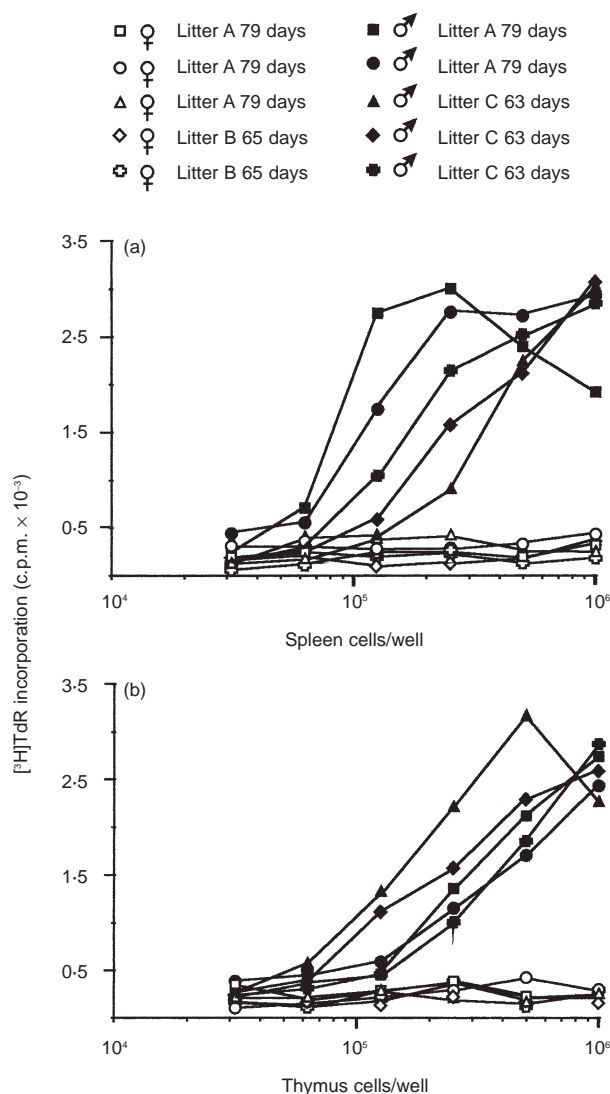 Litter A 79 days Litter A 79 days
Litter A 79 days Litter A 79 days
Litter A 79 days Litter C 63 days
Litter B 65 days Litter C 63 days
Litter B 65 days Litter C 63 days
3·5 (a)
2·5
1·5
0·5
10⁴ 10⁵ 10⁶
Spleen cells/well
[³H]TdR incorporation (c.p.m. × 10⁻³)
3·5 (b)
2·5
1·5
0·5
10⁴ 10⁵ 10⁶
Thymus cells/well